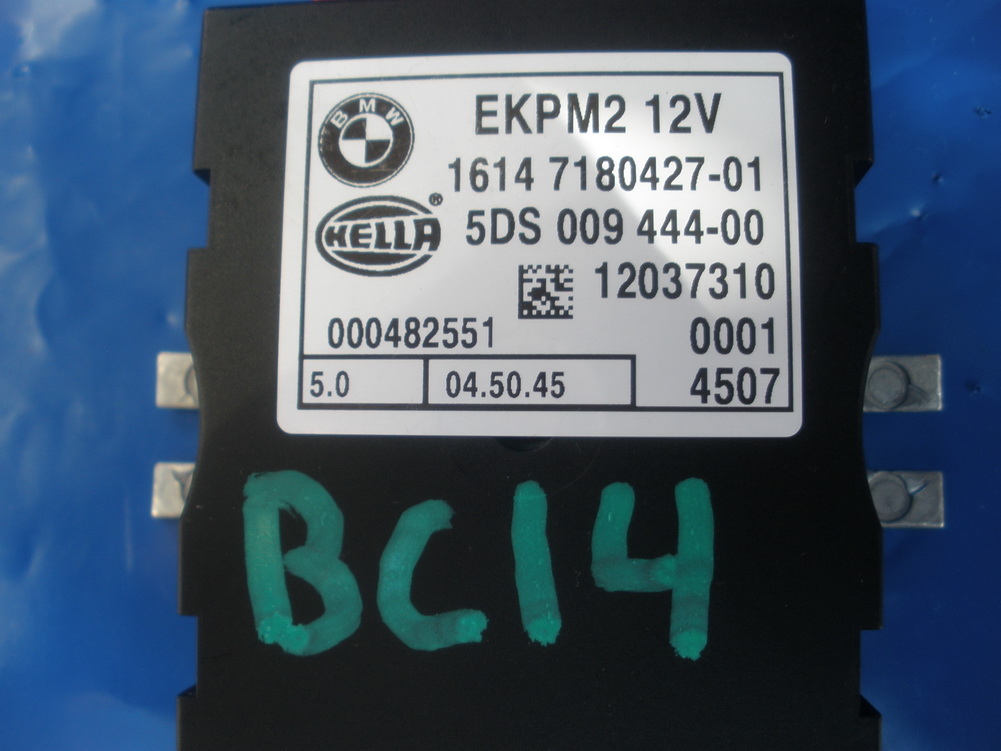 BMW
EKPM2 12V
1614 7180427-01
HELLA®
5DS 009 444-00
12037310
000482551
0001
5.0
04.50.45
4507
BC14